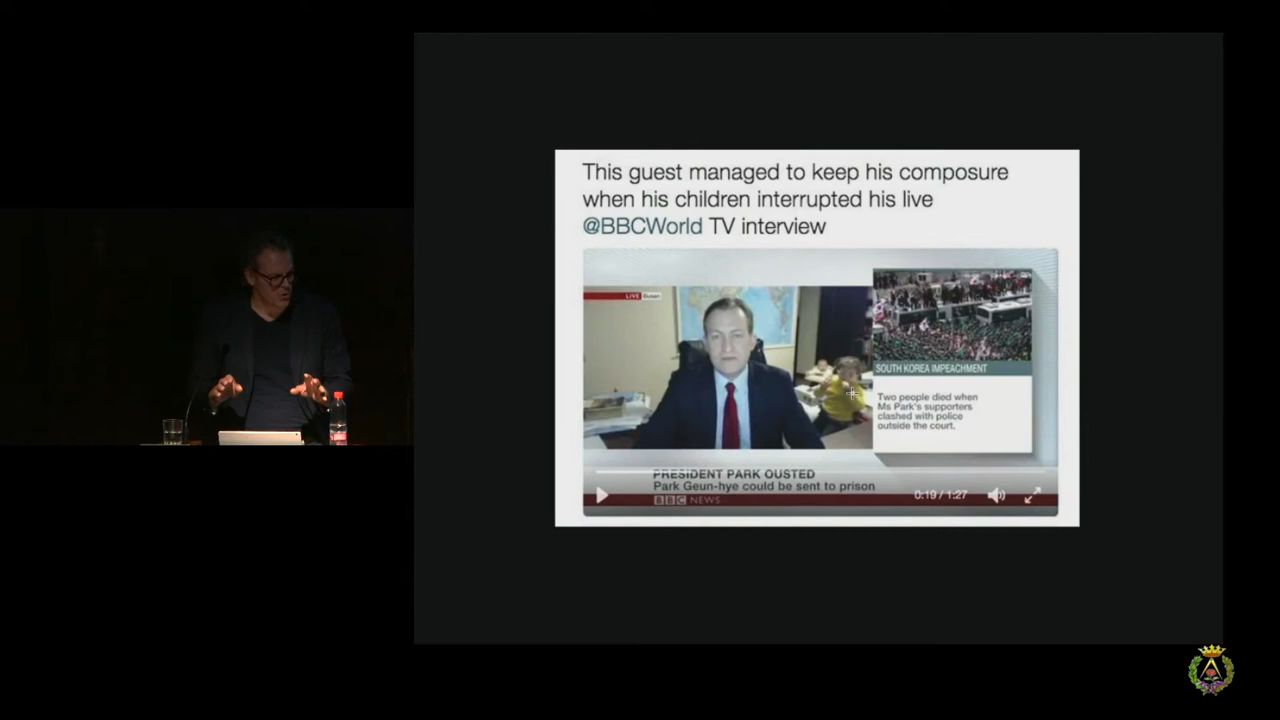 This guest managed to keep his composure
when his children interrupted his live
@BBCWorld TV interview
LIVE Busan
SOUTH KOREA IMPEACHMENT
Two people died when
Ms Park's supporters
clashed with police
outside the court.
PRESIDENT PARK OUSTED
Park Geun-hye could be sent to prison
BBC NEWS
0:19 / 1:27